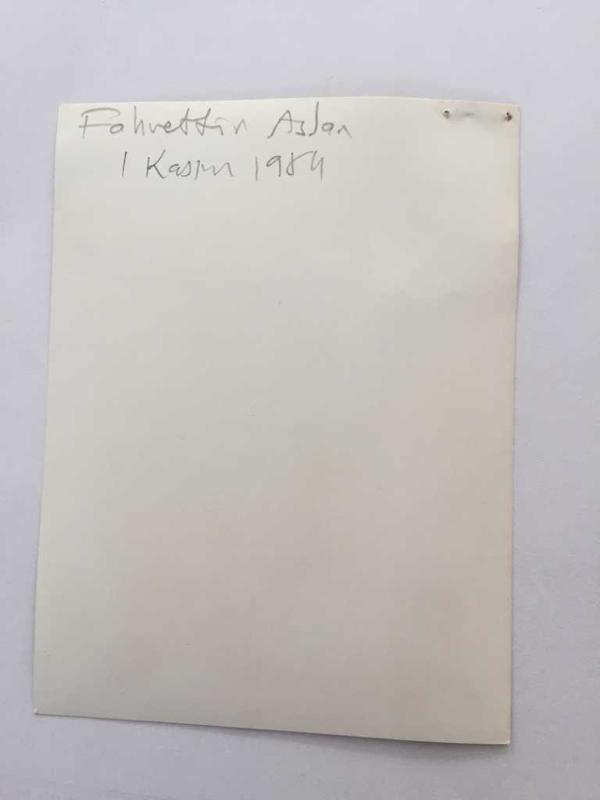 Fahrettin Aslan
1 Kasım 1984